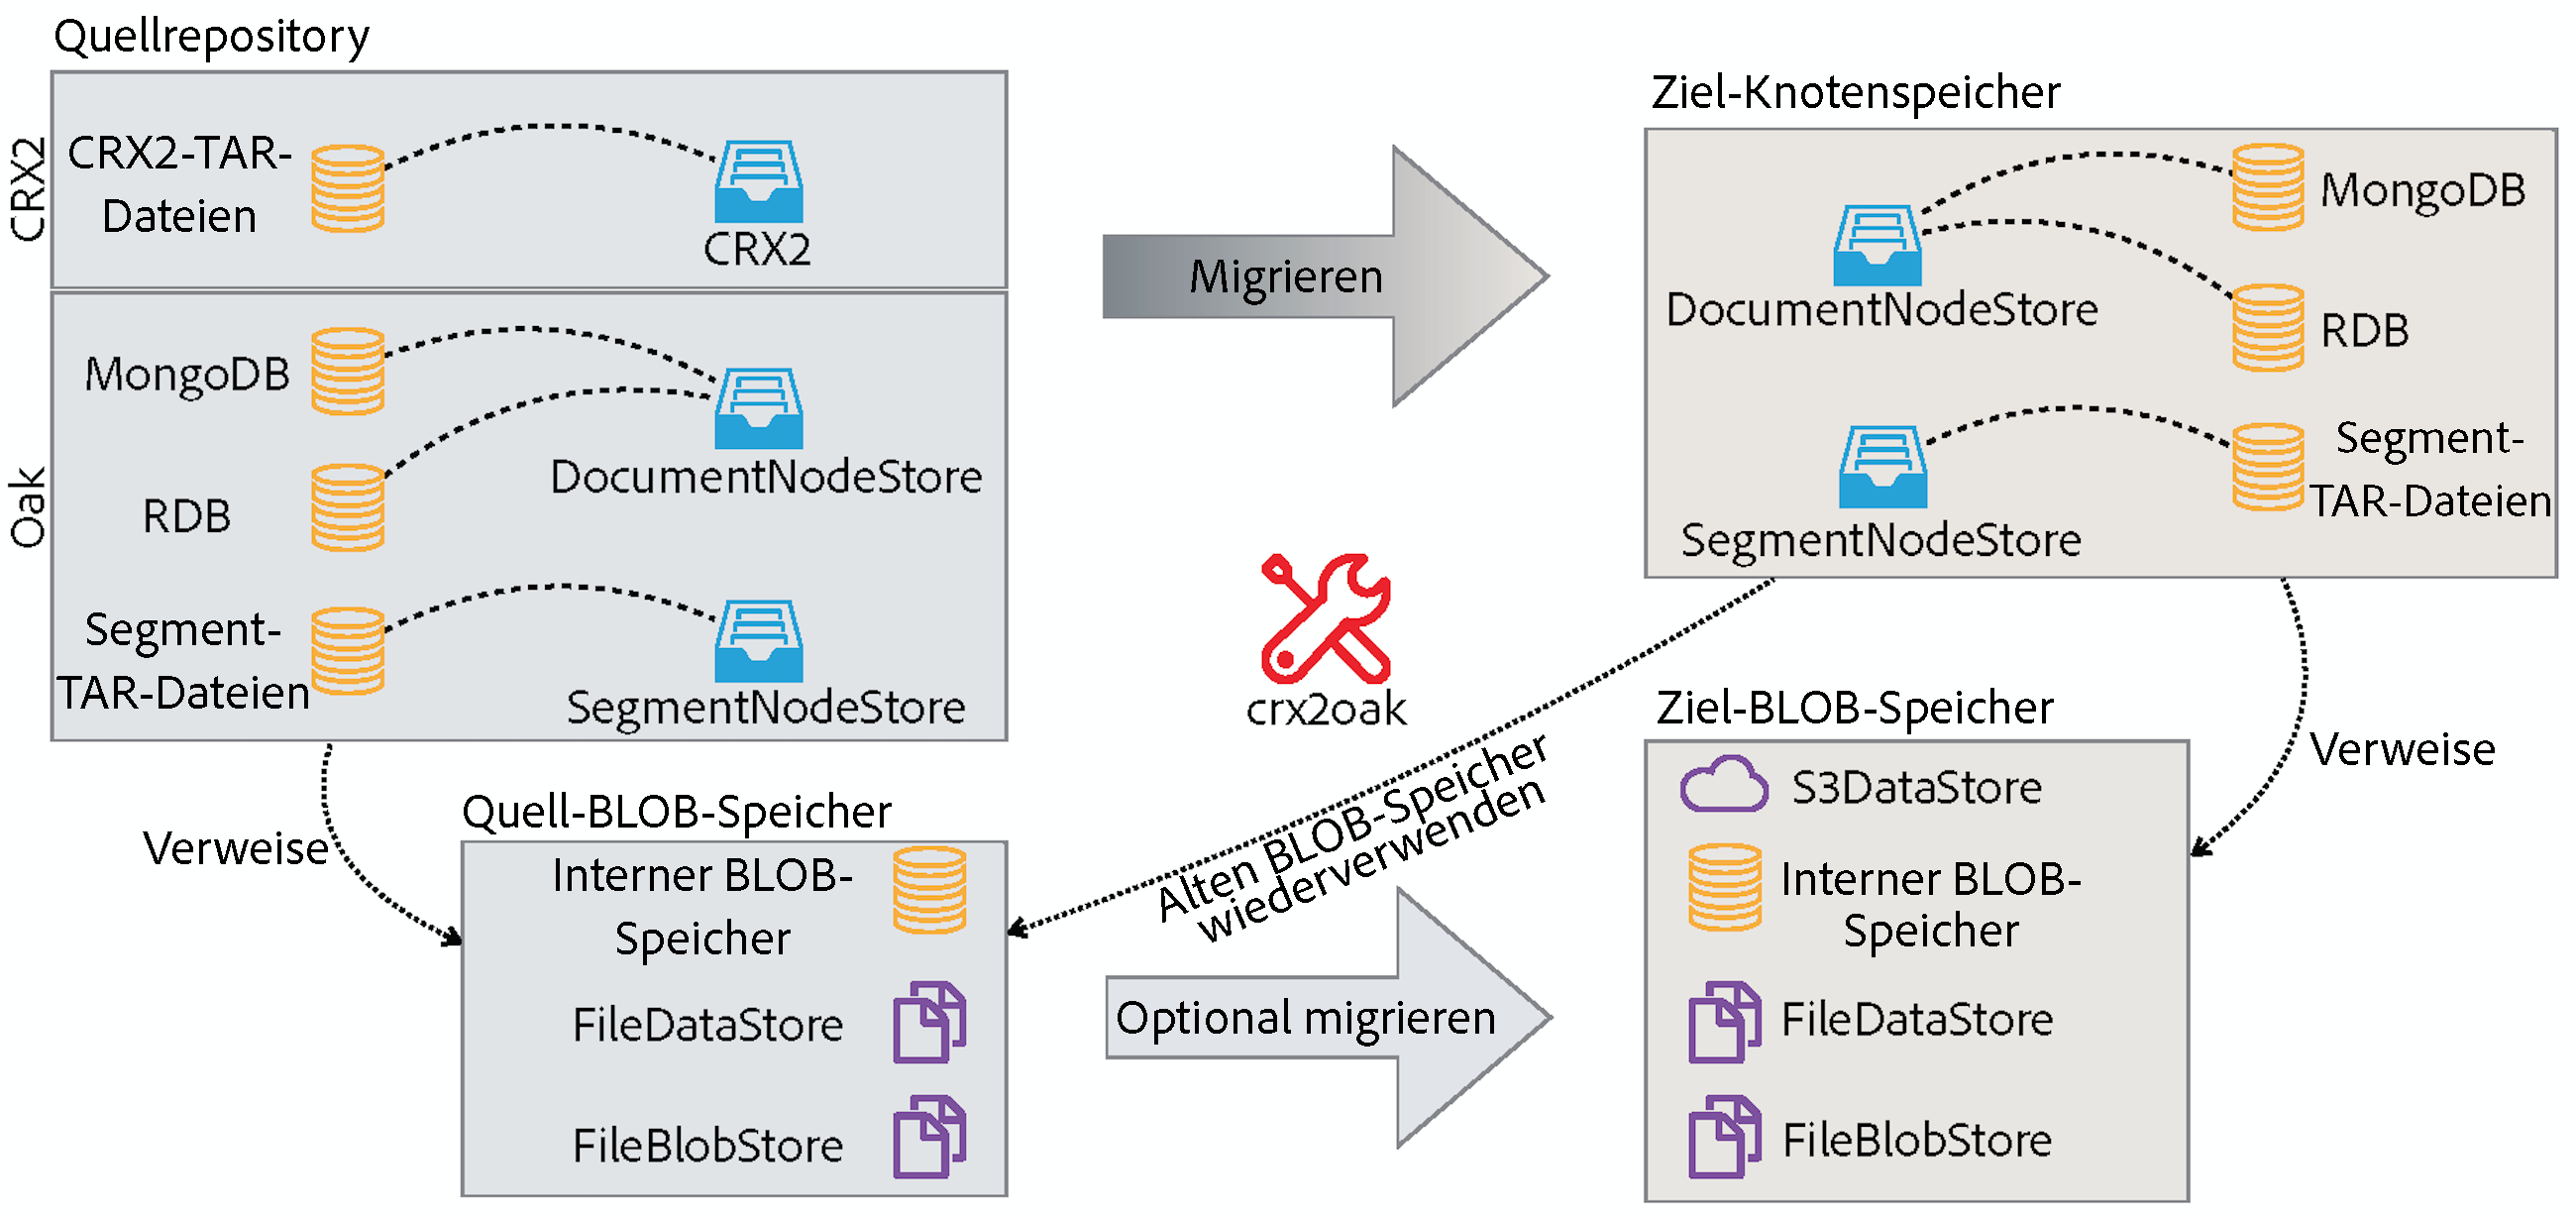 Quellrepository
CRX2
CRX2-TAR-
Dateien
CRX2
Oak
MongoDB
DocumentNodeStore
RDB
Segment-
TAR-Dateien
SegmentNodeStore
Verweise
Quell-BLOB-Speicher
Interner BLOB-
Speicher
FileDataStore
FileBlobStore
Migrieren
crx2oak
Alten BLOB-Speicher
wiederverwenden
Optional migrieren
Ziel-Knotenspeicher
MongoDB
DocumentNodeStore
RDB
Segment-
TAR-Dateien
SegmentNodeStore
Verweise
Ziel-BLOB-Speicher
S3DataStore
Interner BLOB-
Speicher
FileDataStore
FileBlobStore